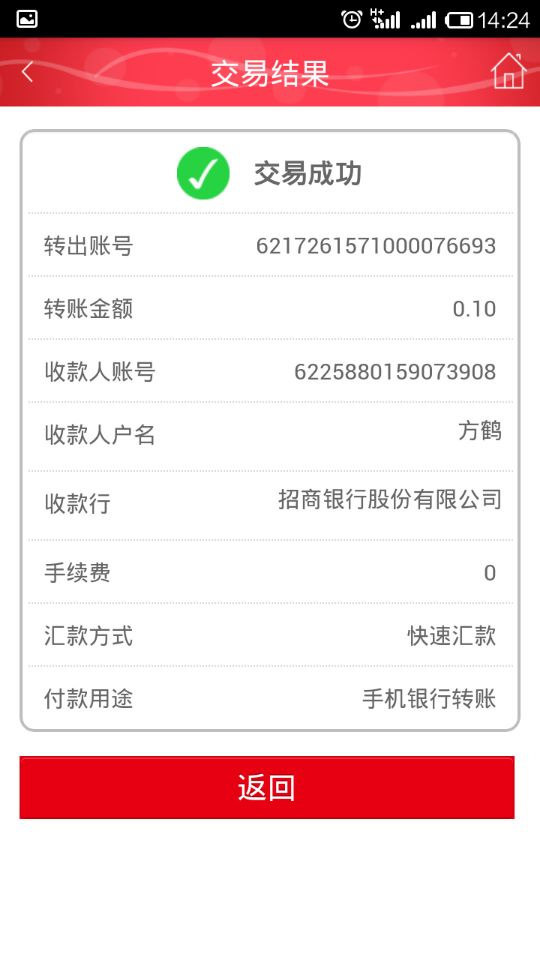 14:24
交易结果
交易成功
转出账号 6217261571000076693
转账金额 0.10
收款人账号 6225880159073908
收款人户名 方鹤
收款行 招商银行股份有限公司
手续费 0
汇款方式 快速汇款
付款用途 手机银行转账
返回